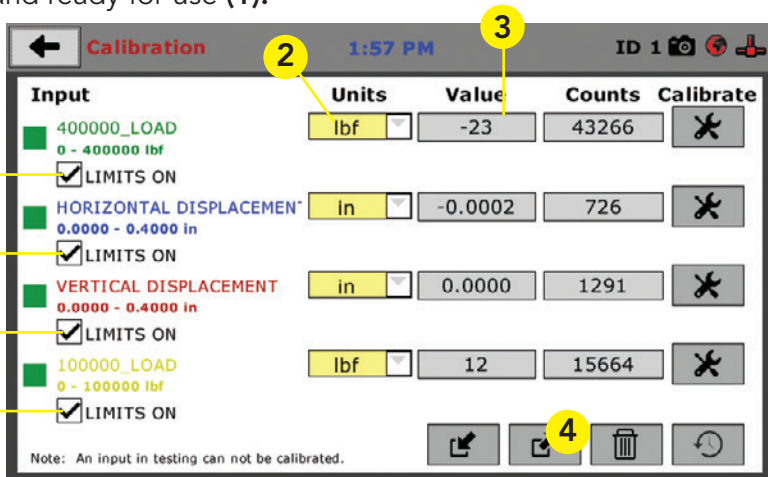 and ready for use (1).
Calibration 2 1:57 PM 3 ID 1
Input Units Value Counts Calibrate
400000_LOAD lbf -23 43266
0 - 400000 lbf
LIMITS ON
HORIZONTAL DISPLACEMEN in -0.0002 726
0.0000 - 0.4000 in
LIMITS ON
VERTICAL DISPLACEMENT in 0.0000 1291
0.0000 - 0.4000 in
LIMITS ON
100000_LOAD lbf 12 15664
0 - 100000 lbf
LIMITS ON
4
Note: An input in testing can not be calibrated.